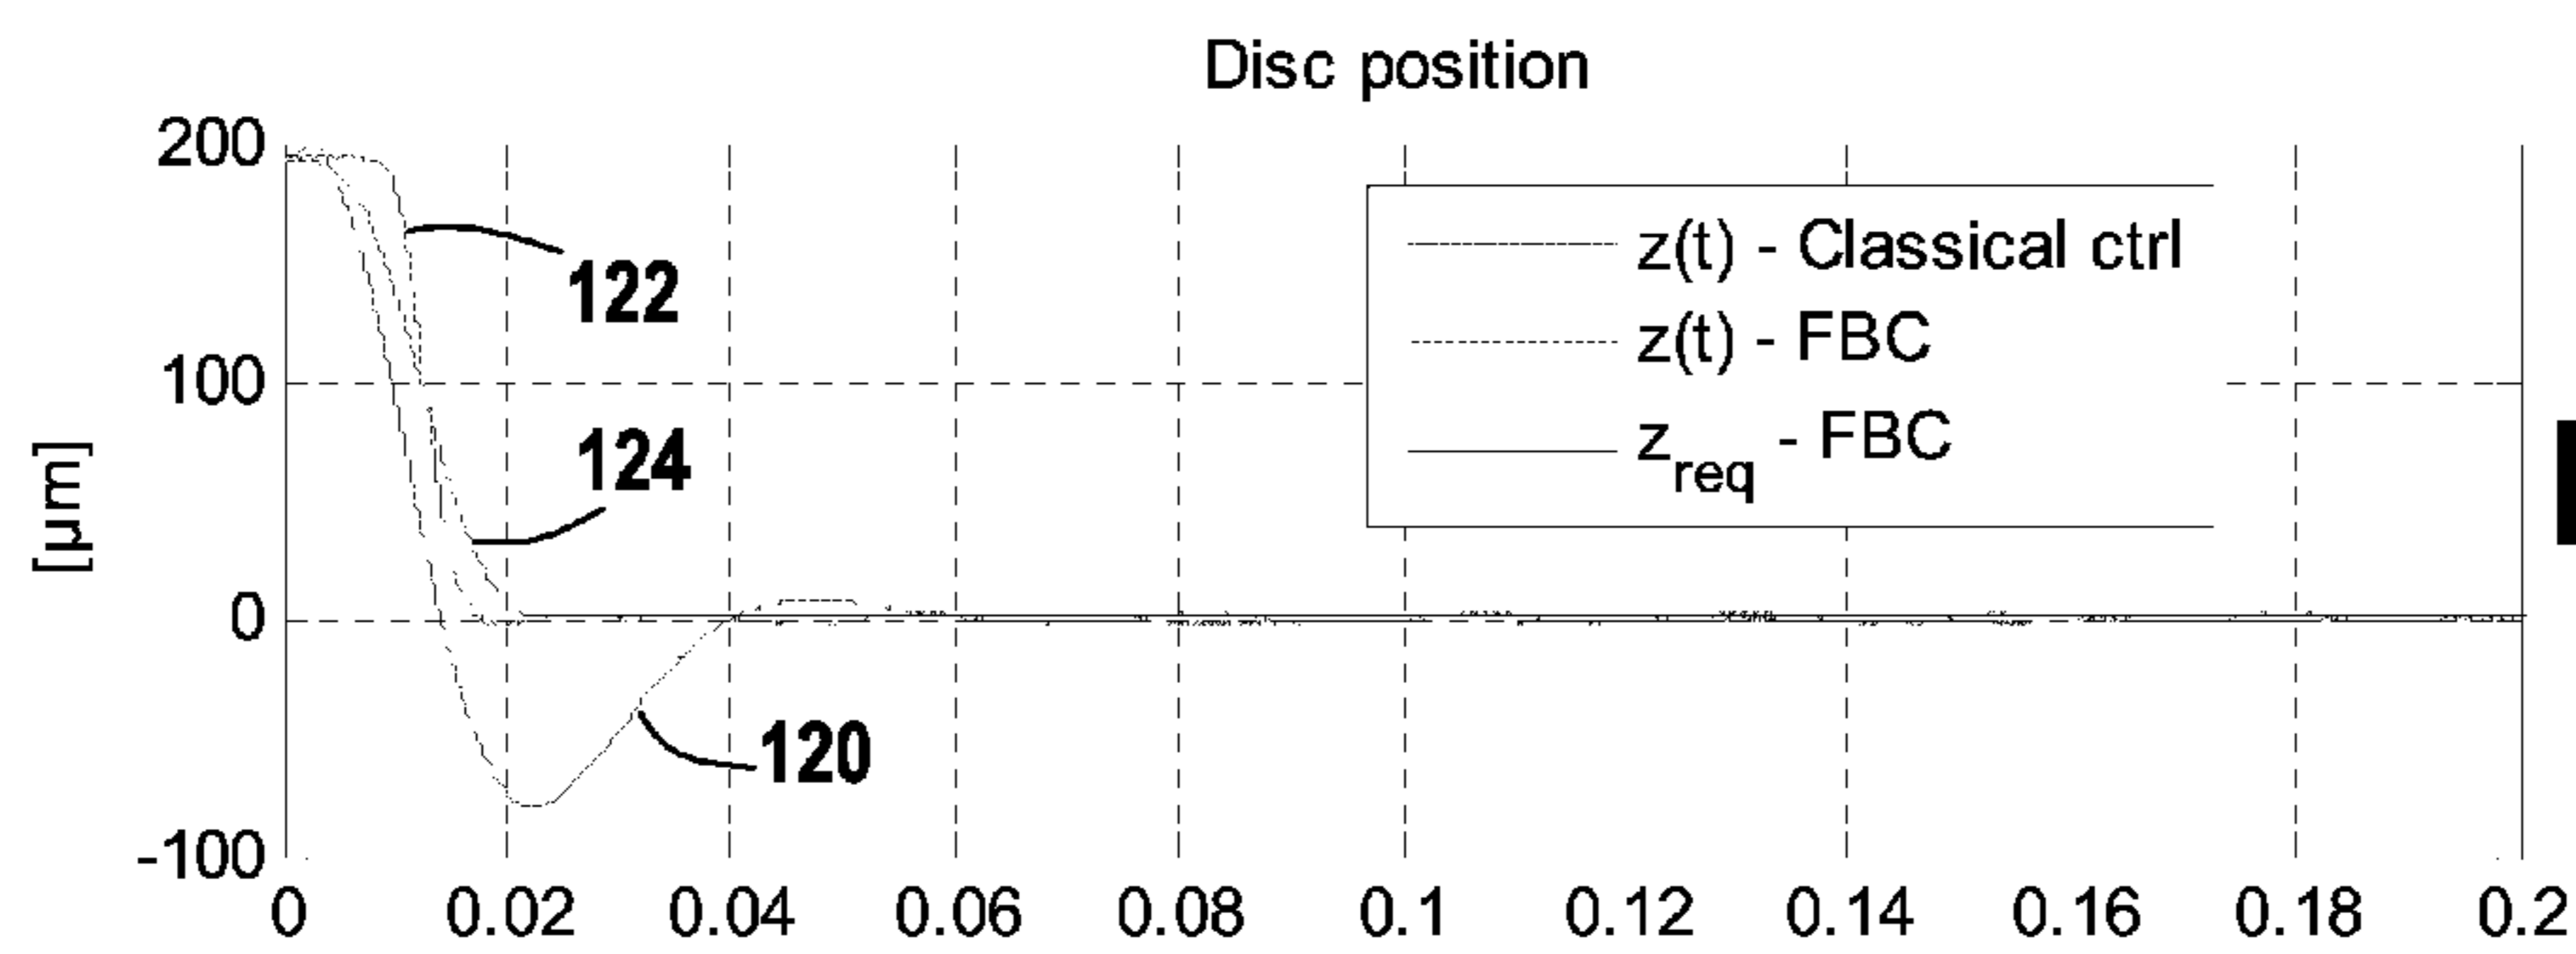 Disc position
200
100
0
-100
[µm]
122
124
120
z(t) - Classical ctrl
z(t) - FBC
zreq - FBC
0 0.02 0.04 0.06 0.08 0.1 0.12 0.14 0.16 0.18 0.2